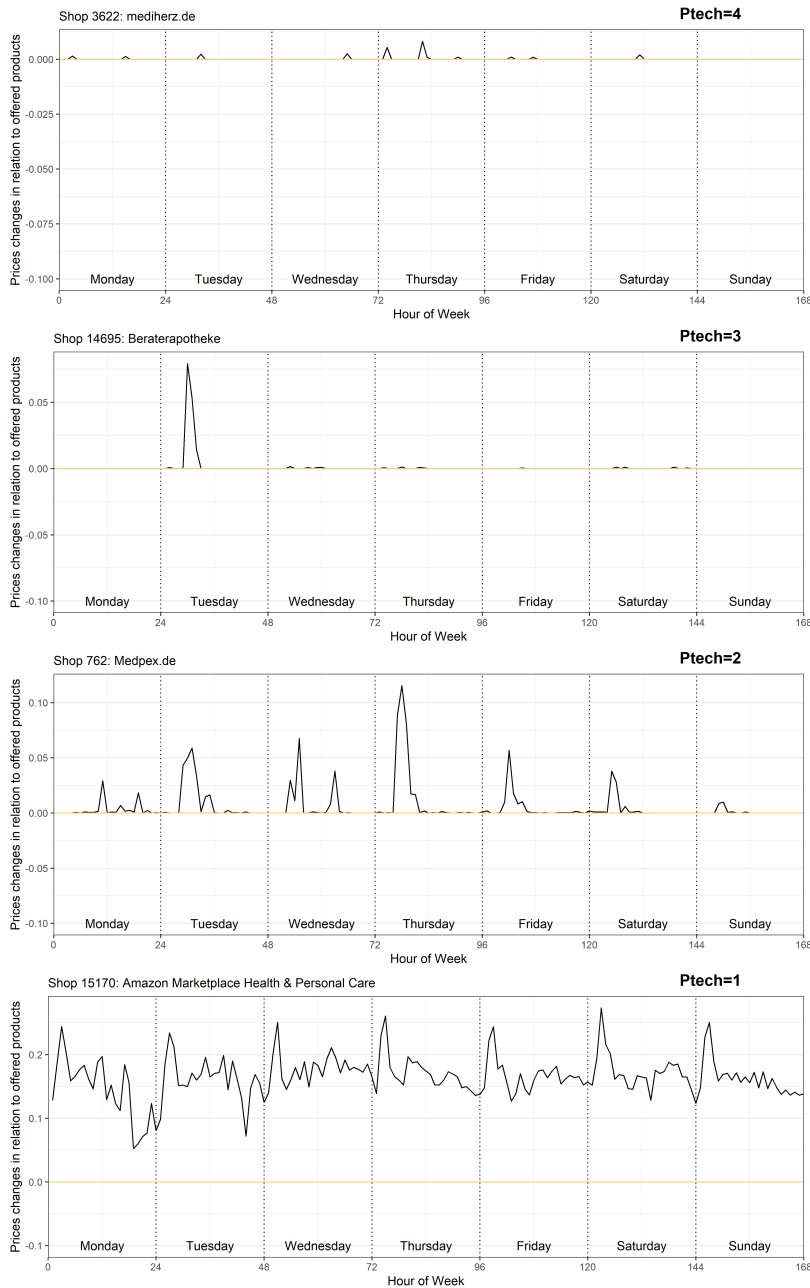 Shop 3622: mediherz.de
Ptech=4
Prices changes in relation to offered products
0.000
-0.025
-0.050
-0.075
-0.100
Monday Tuesday Wednesday Thursday Friday Saturday Sunday
0 24 48 72 96 120 144 168
Hour of Week
Shop 14695: Beraterapotheke
Ptech=3
Prices changes in relation to offered products
0.05
0.00
-0.05
-0.10
Monday Tuesday Wednesday Thursday Friday Saturday Sunday
0 24 48 72 96 120 144 168
Hour of Week
Shop 762: Medpex.de
Ptech=2
Prices changes in relation to offered products
0.10
0.05
0.00
-0.05
-0.10
Monday Tuesday Wednesday Thursday Friday Saturday Sunday
0 24 48 72 96 120 144 168
Hour of Week
Shop 15170: Amazon Marketplace Health & Personal Care
Ptech=1
Prices changes in relation to offered products
0.2
0.1
0.0
-0.1
Monday Tuesday Wednesday Thursday Friday Saturday Sunday
0 24 48 72 96 120 144 168
Hour of Week